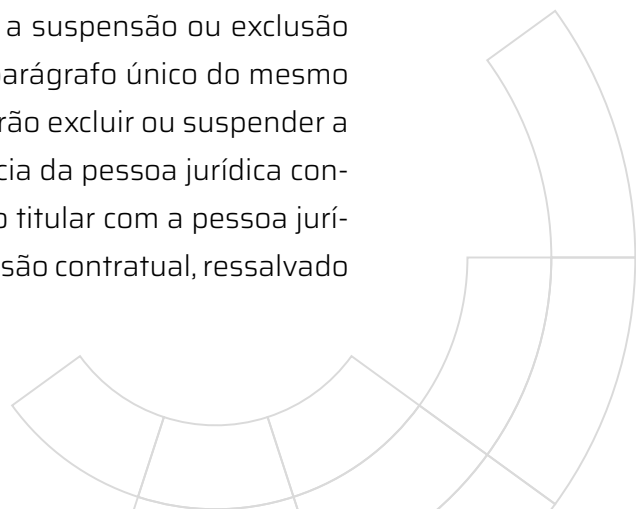 a suspensão ou exclusão
parágrafo único do mesmo
rão excluir ou suspender a
cia da pessoa jurídica con-
o titular com a pessoa jurí-
são contratual, ressalvado